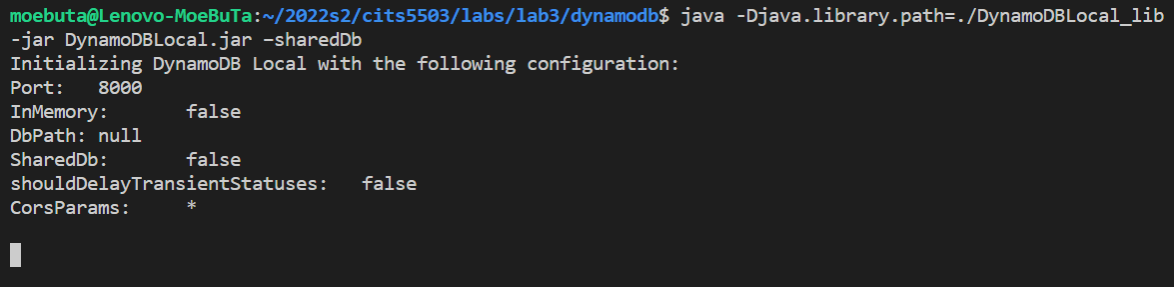 moebuta@Lenovo-MoeBuTa:~/2022s2/cits5503/labs/lab3/dynamodb$ java -Djava.library.path=./DynamoDBLocal_lib
-jar DynamoDBLocal.jar –sharedDb
Initializing DynamoDB Local with the following configuration:
Port:   8000
InMemory:       false
DbPath: null
SharedDb:       false
shouldDelayTransientStatuses:   false
CorsParams:     *